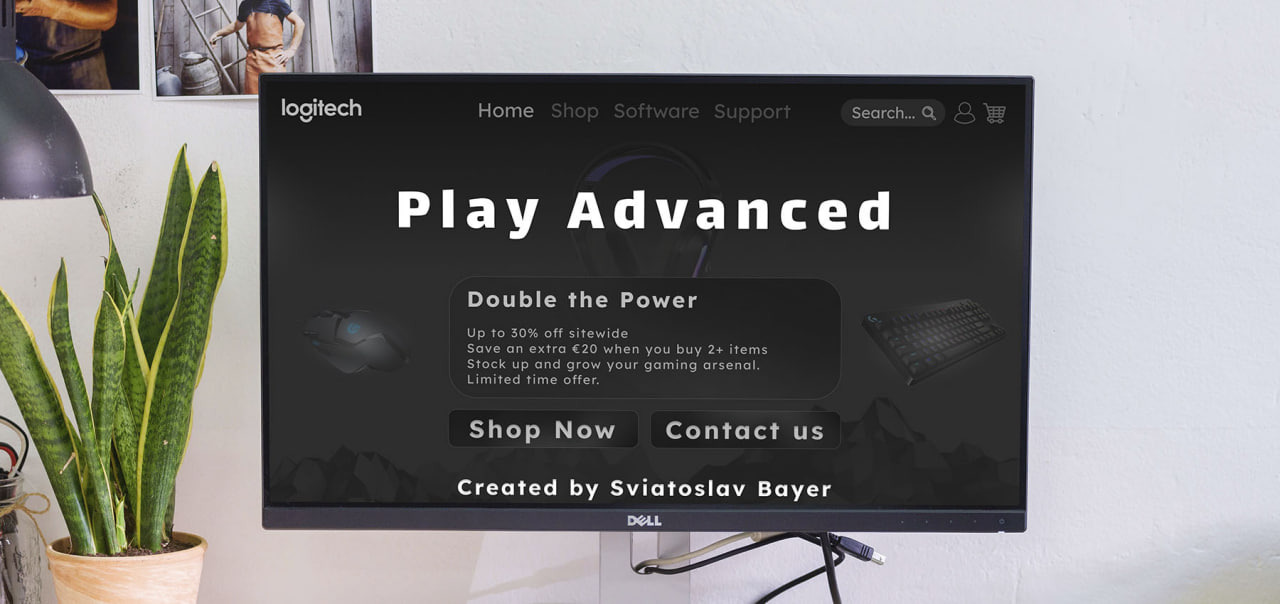 logitech
Home Shop Software Support
Search...
Play Advanced
Double the Power
Up to 30% off sitewide
Save an extra €20 when you buy 2+ items
Stock up and grow your gaming arsenal.
Limited time offer.
Shop Now
Contact us
Created by Sviatoslav Bayer
DELL